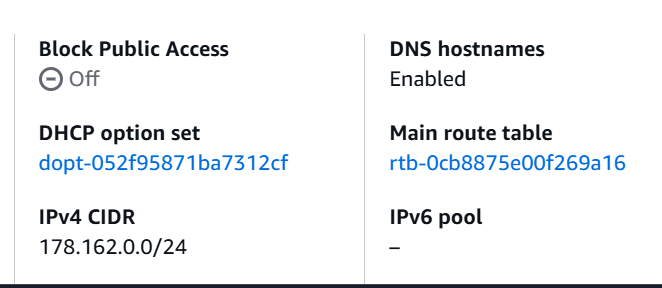 Block Public Access
Off
DHCP option set
dopt-052f95871ba7312cf
IPv4 CIDR
178.162.0.0/24
DNS hostnames
Enabled
Main route table
rtb-0cb8875e00f269a16
IPv6 pool
–